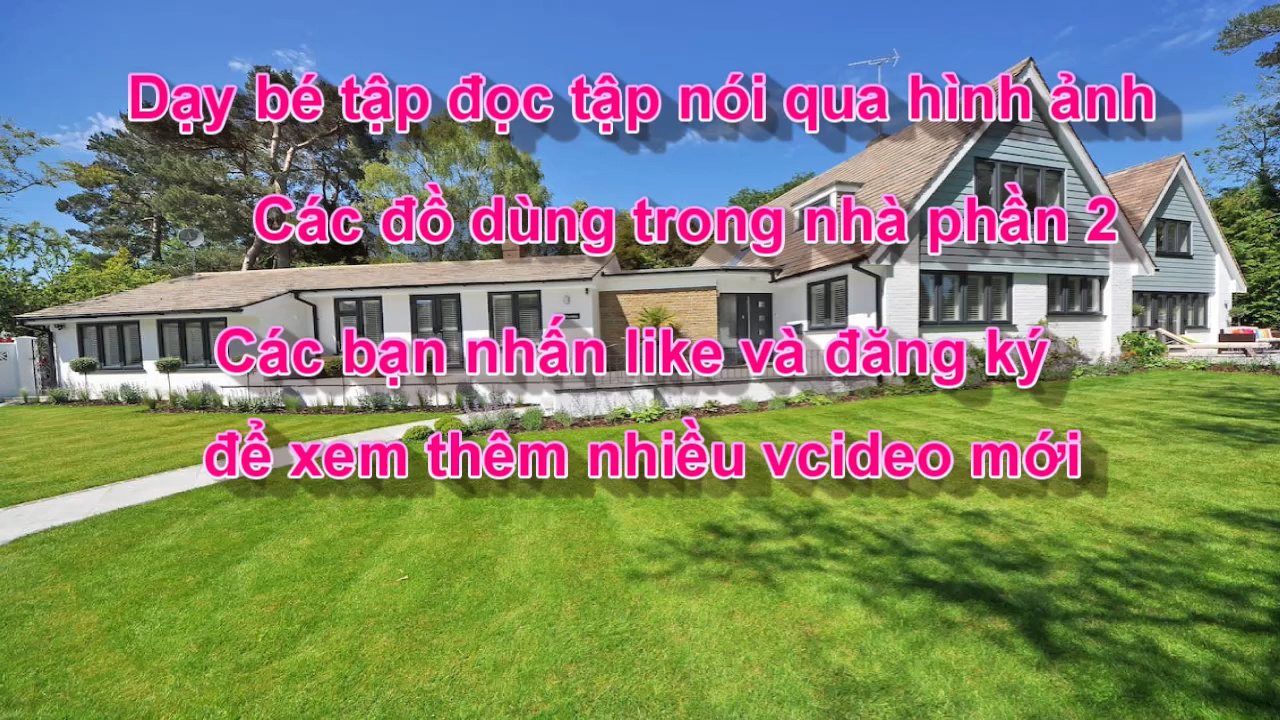 Dạy bé tập đọc tập nói qua hình ảnh
Các đồ dùng trong nhà phần 2
Các bạn nhấn like và đăng ký
để xem thêm nhiều vcideo mới